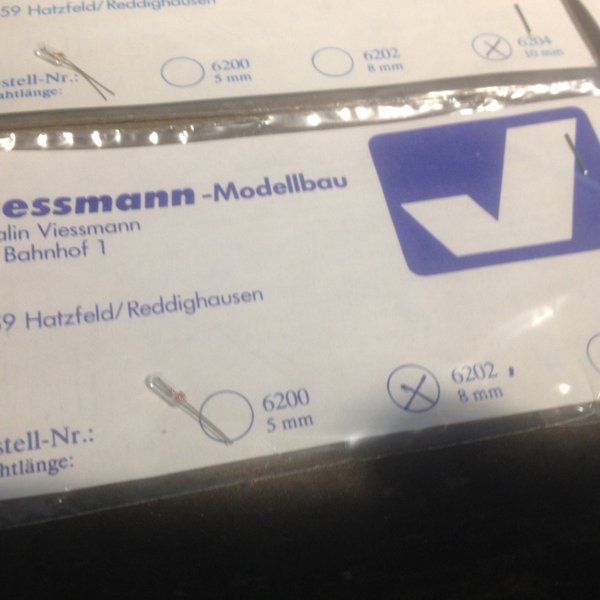 59 Hatzfeld/Reddighausen
6200 6202 6204
stell-Nr.: 5 mm 8 mm 10 mm
ahtlänge:
essmann-Modellbau
alin Viessmann
Bahnhof 1
59 Hatzfeld/Reddighausen
6200 6202
stell-Nr.: 5 mm 8 mm
htlänge: